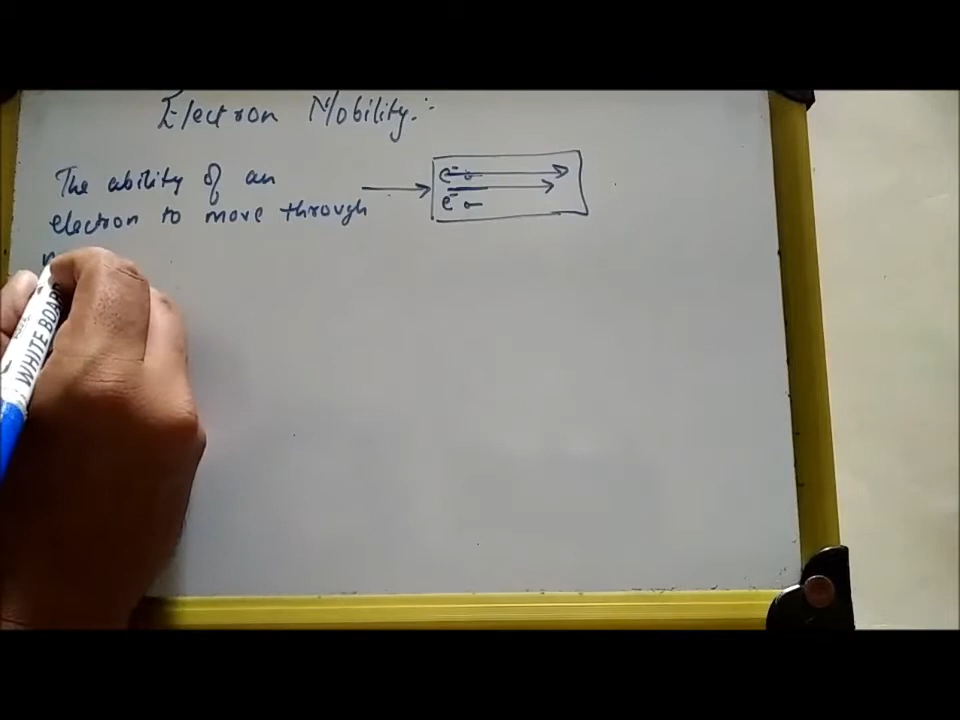 Electron Mobility:
The ability of an
electron to move through
e⁻
e⁻
WHITE BOARD